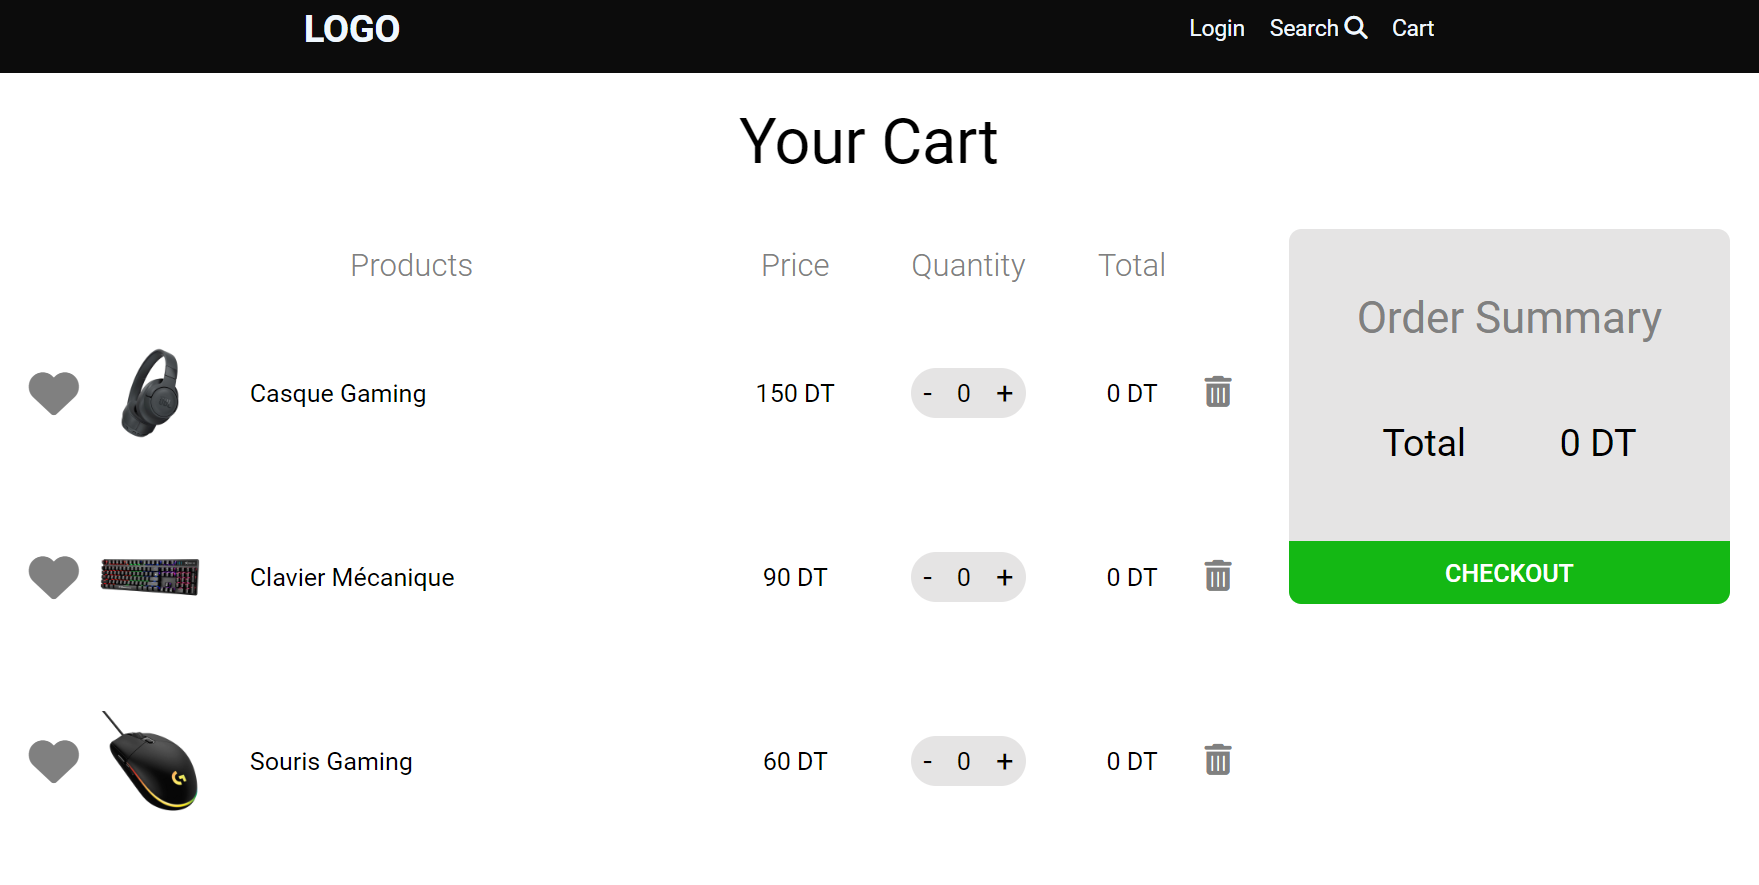 LOGO Login Search Cart
Your Cart
Products Price Quantity Total
Order Summary
Casque Gaming 150 DT - 0 + 0 DT
Total 0 DT
Clavier Mécanique 90 DT - 0 + 0 DT
CHECKOUT
Souris Gaming 60 DT - 0 + 0 DT